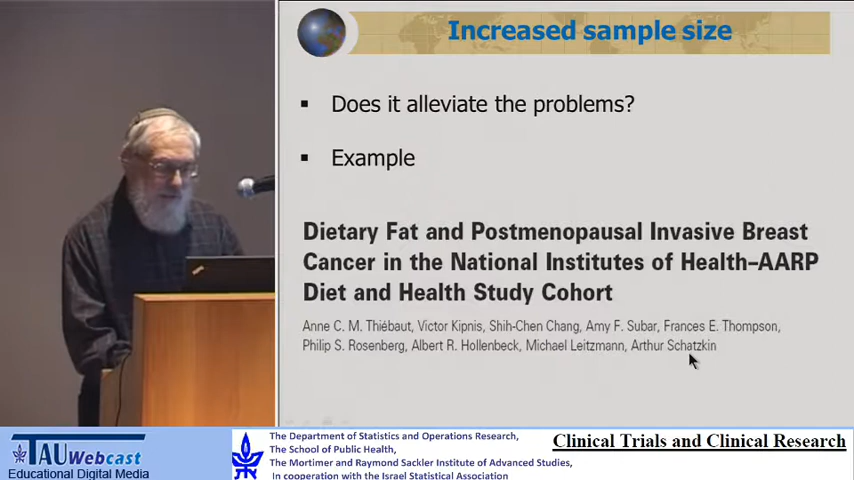 Increased sample size
▪ Does it alleviate the problems?
▪ Example
Dietary Fat and Postmenopausal Invasive Breast
Cancer in the National Institutes of Health–AARP
Diet and Health Study Cohort
Anne C. M. Thiébaut, Victor Kipnis, Shih-Chen Chang, Amy F. Subar, Frances E. Thompson,
Philip S. Rosenberg, Albert R. Hollenbeck, Michael Leitzmann, Arthur Schatzkin
TAU Webcast
Educational Digital Media
The Department of Statistics and Operations Research,
The School of Public Health,
The Mortimer and Raymond Sackler Institute of Advanced Studies,
In cooperation with the Israel Statistical Association
Clinical Trials and Clinical Research